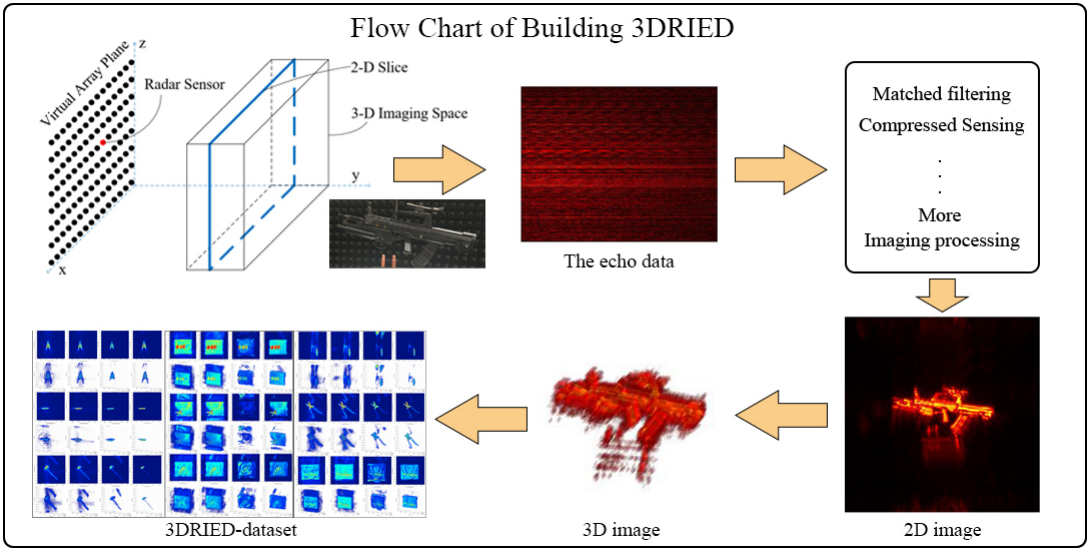 Flow Chart of Building 3DRIED
Virtual Array Plane
z
Radar Sensor
2-D Slice
3-D Imaging Space
y
x
The echo data
Matched filtering
Compressed Sensing
.
.
.
More
Imaging processing
3DRIED-dataset
3D image
2D image